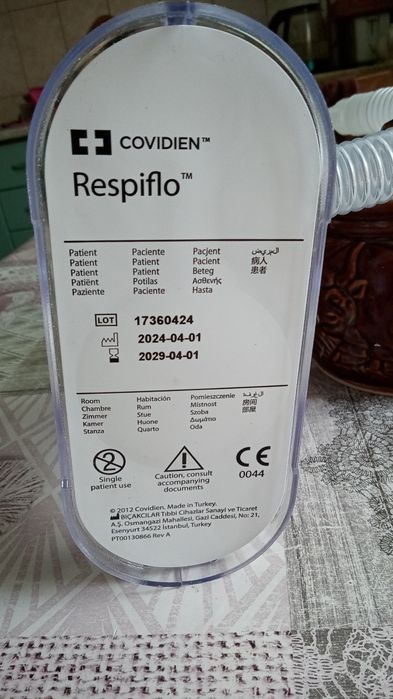 COVIDIEN™
Respiflo™
Patient Paciente Pacjent المريض
Patient Patient Pacient 病人
Patient Patient Beteg 患者
Patiënt Potilas Ασθενής
Paziente Paciente Hasta
LOT 17360424
2024-04-01
2029-04-01
Room Habitación Pomieszczenie الغرفة
Chambre Rum Místnost 房间
Zimmer Stue Szoba 部屋
Kamer Huone Δωμάτιο
Stanza Quarto Oda
2
Single
patient use
Caution, consult
accompanying
documents
CE
0044
© 2012 Covidien. Made in Turkey.
BIÇAKCILAR Tıbbi Cihazlar Sanayi ve Ticaret
A.Ş. Osmangazi Mahallesi, Gazi Caddesi, No: 21,
Esenyurt 34522 İstanbul, Turkey
PT00130866 Rev A